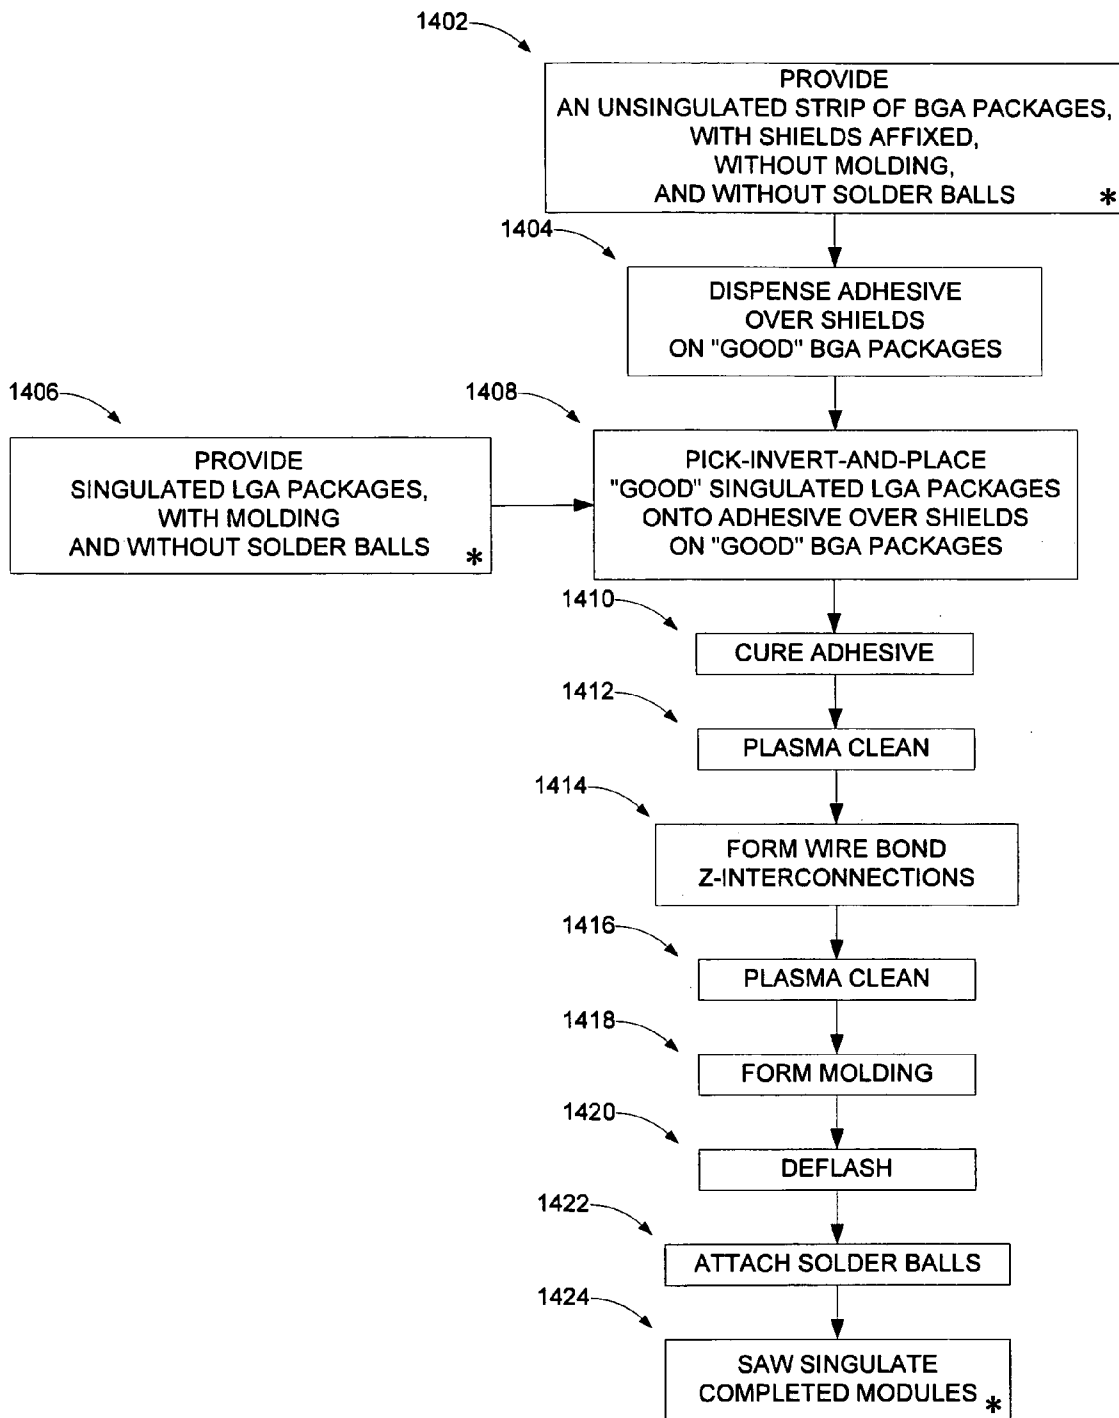 1402
PROVIDE
AN UNSINGULATED STRIP OF BGA PACKAGES,
WITH SHIELDS AFFIXED,
WITHOUT MOLDING,
AND WITHOUT SOLDER BALLS *
1404
DISPENSE ADHESIVE
OVER SHIELDS
ON "GOOD" BGA PACKAGES
1406
PROVIDE
SINGULATED LGA PACKAGES,
WITH MOLDING
AND WITHOUT SOLDER BALLS *
1408
PICK-INVERT-AND-PLACE
"GOOD" SINGULATED LGA PACKAGES
ONTO ADHESIVE OVER SHIELDS
ON "GOOD" BGA PACKAGES
1410
CURE ADHESIVE
1412
PLASMA CLEAN
1414
FORM WIRE BOND
Z-INTERCONNECTIONS
1416
PLASMA CLEAN
1418
FORM MOLDING
1420
DEFLASH
1422
ATTACH SOLDER BALLS
1424
SAW SINGULATE
COMPLETED MODULES *